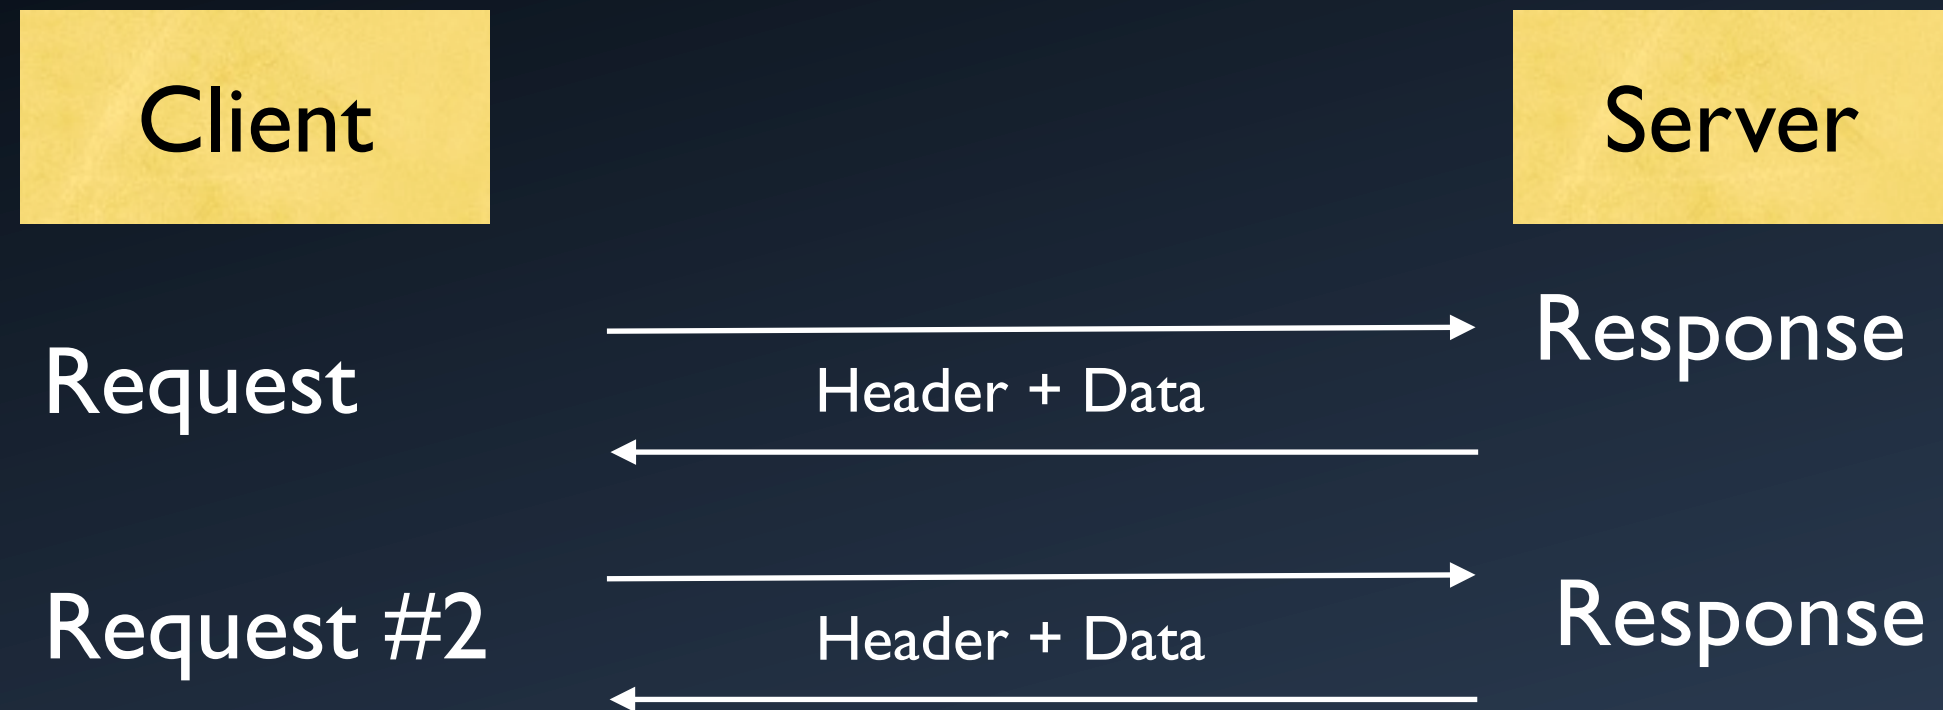 Client
Server
Request
Header + Data
Response
Request #2
Header + Data
Response